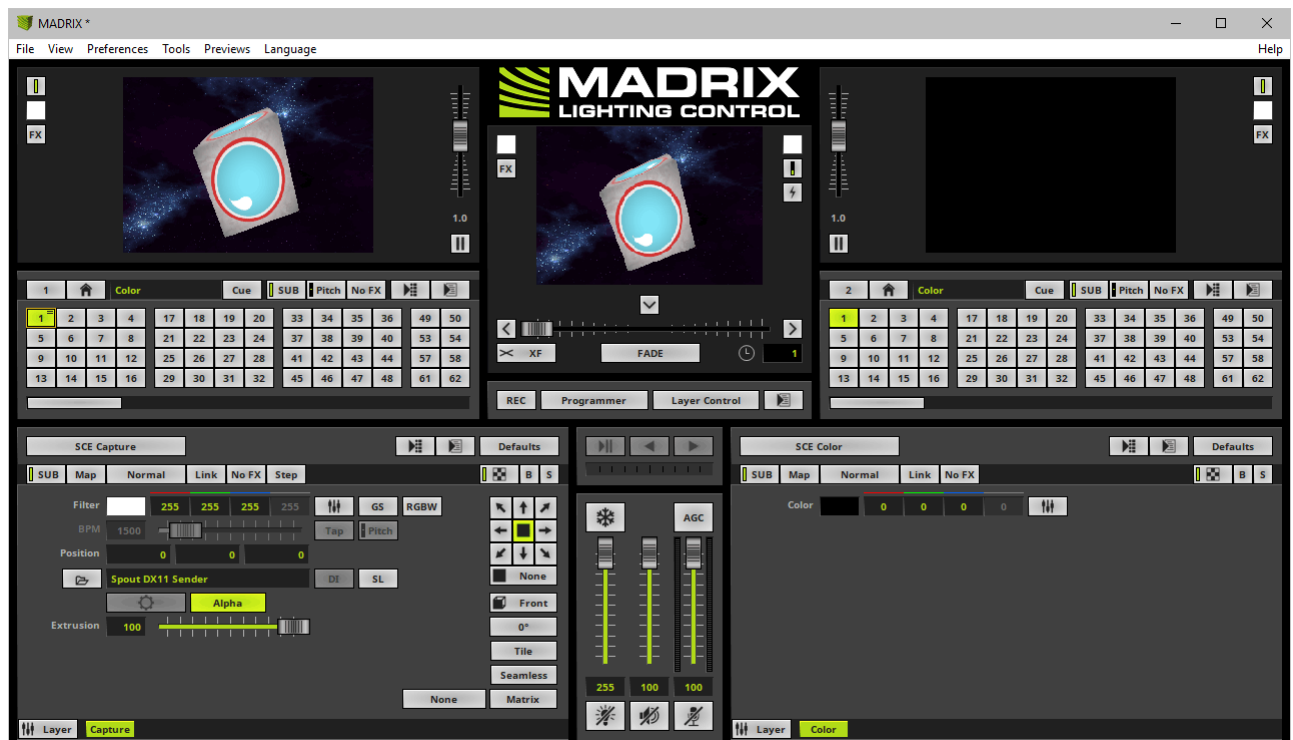 MADRIX *
File View Preferences Tools Previews Language Help
MADRIX
LIGHTING CONTROL
FX FX FX
1.0 1.0
1 Color Cue SUB Pitch No FX
1 2 3 4 17 18 19 20 33 34 35 36 49 50
5 6 7 8 21 22 23 24 37 38 39 40 53 54
9 10 11 12 25 26 27 28 41 42 43 44 57 58
13 14 15 16 29 30 31 32 45 46 47 48 61 62
XF FADE 1
REC Programmer Layer Control
2 Color Cue SUB Pitch No FX
1 2 3 4 17 18 19 20 33 34 35 36 49 50
5 6 7 8 21 22 23 24 37 38 39 40 53 54
9 10 11 12 25 26 27 28 41 42 43 44 57 58
13 14 15 16 29 30 31 32 45 46 47 48 61 62
SCE Capture Defaults
SUB Map Normal Link No FX Step B S
Filter 255 255 255 255 GS RGBW
BPM 1500 Tap Pitch
Position 0 0 0
Spout DX11 Sender DI SL
None
Alpha Front
Extrusion 100 0°
Tile
Seamless
None Matrix
Layer Capture
AGC
255 100 100
SCE Color Defaults
SUB Map Normal Link No FX B S
Color 0 0 0 0
Layer Color